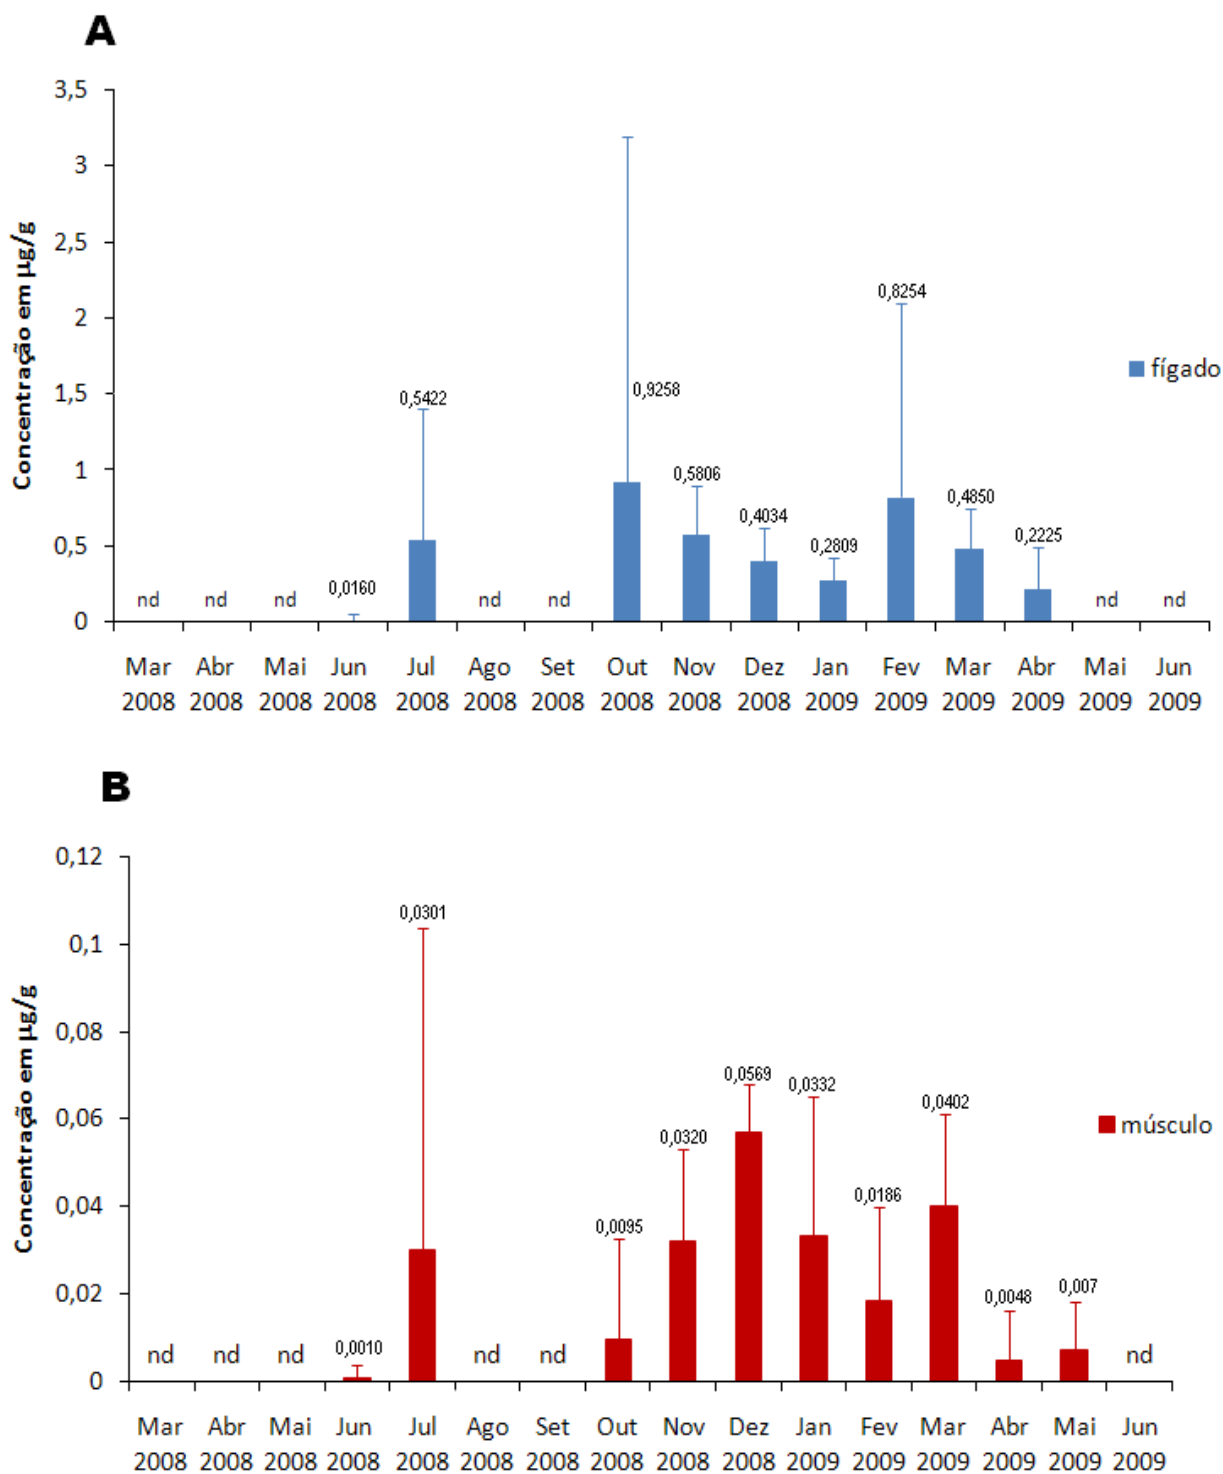 A
3,5
3
2,5
2
1,5
1
0,5
0
Concentração em µg/g
nd nd nd 0,0160 0,5422 nd nd 0,9258 0,5806 0,4034 0,2809 0,8254 0,4850 0,2225 nd nd
fígado
Mar Abr Mai Jun Jul Ago Set Out Nov Dez Jan Fev Mar Abr Mai Jun
2008 2008 2008 2008 2008 2008 2008 2008 2008 2008 2009 2009 2009 2009 2009 2009
B
0,12
0,1
0,08
0,06
0,04
0,02
0
Concentração em µg/g
nd nd nd 0,0010 0,0301 nd nd 0,0095 0,0320 0,0569 0,0332 0,0186 0,0402 0,0048 0,007 nd
músculo
Mar Abr Mai Jun Jul Ago Set Out Nov Dez Jan Fev Mar Abr Mai Jun
2008 2008 2008 2008 2008 2008 2008 2008 2008 2008 2009 2009 2009 2009 2009 2009